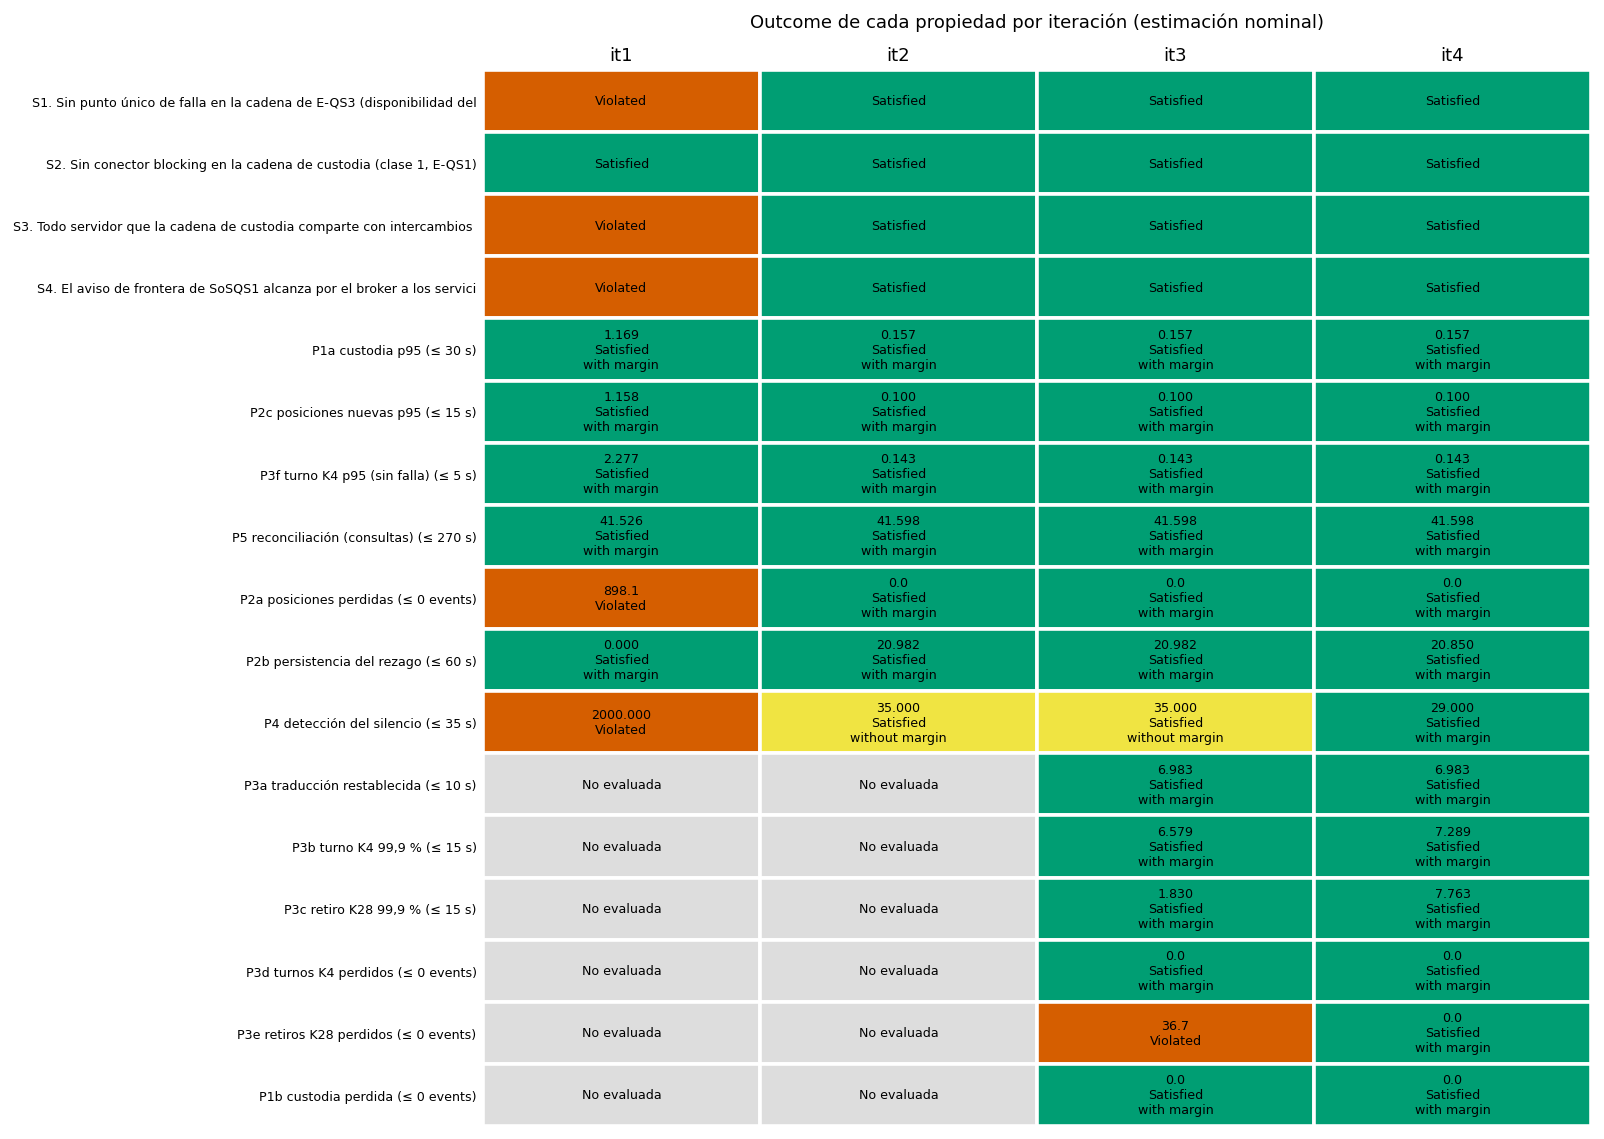 Outcome de cada propiedad por iteración (estimación nominal)
it1 it2 it3 it4
S1. Sin punto único de falla en la cadena de E-QS3 (disponibilidad del
Violated Satisfied Satisfied Satisfied
S2. Sin conector blocking en la cadena de custodia (clase 1, E-QS1)
Satisfied Satisfied Satisfied Satisfied
S3. Todo servidor que la cadena de custodia comparte con intercambios
Violated Satisfied Satisfied Satisfied
S4. El aviso de frontera de SoSQS1 alcanza por el broker a los servici
Violated Satisfied Satisfied Satisfied
P1a custodia p95 (≤ 30 s)
1.169 0.157 0.157 0.157
Satisfied Satisfied Satisfied Satisfied
with margin with margin with margin with margin
P2c posiciones nuevas p95 (≤ 15 s)
1.158 0.100 0.100 0.100
Satisfied Satisfied Satisfied Satisfied
with margin with margin with margin with margin
P3f turno K4 p95 (sin falla) (≤ 5 s)
2.277 0.143 0.143 0.143
Satisfied Satisfied Satisfied Satisfied
with margin with margin with margin with margin
P5 reconciliación (consultas) (≤ 270 s)
41.526 41.598 41.598 41.598
Satisfied Satisfied Satisfied Satisfied
with margin with margin with margin with margin
P2a posiciones perdidas (≤ 0 events)
898.1 0.0 0.0 0.0
Violated Satisfied Satisfied Satisfied
with margin with margin with margin
P2b persistencia del rezago (≤ 60 s)
0.000 20.982 20.982 20.850
Satisfied Satisfied Satisfied Satisfied
with margin with margin with margin with margin
P4 detección del silencio (≤ 35 s)
2000.000 35.000 35.000 29.000
Violated Satisfied Satisfied Satisfied
without margin without margin with margin
P3a traducción restablecida (≤ 10 s)
No evaluada No evaluada 6.983 6.983
Satisfied Satisfied
with margin with margin
P3b turno K4 99,9 % (≤ 15 s)
No evaluada No evaluada 6.579 7.289
Satisfied Satisfied
with margin with margin
P3c retiro K28 99,9 % (≤ 15 s)
No evaluada No evaluada 1.830 7.763
Satisfied Satisfied
with margin with margin
P3d turnos K4 perdidos (≤ 0 events)
No evaluada No evaluada 0.0 0.0
Satisfied Satisfied
with margin with margin
P3e retiros K28 perdidos (≤ 0 events)
No evaluada No evaluada 36.7 0.0
Violated Satisfied
with margin
P1b custodia perdida (≤ 0 events)
No evaluada No evaluada 0.0 0.0
Satisfied Satisfied
with margin with margin